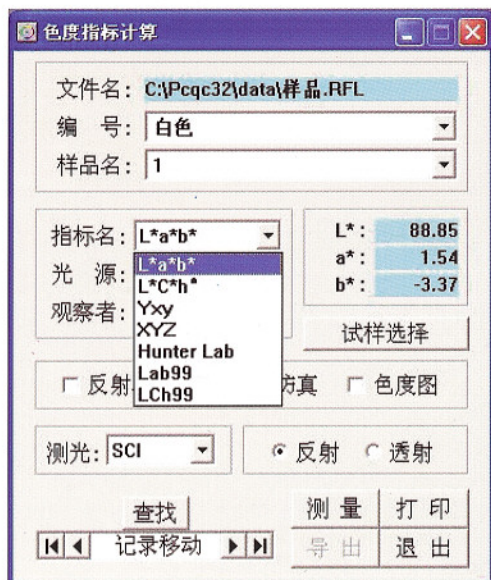 色度指标计算
文件名: C:\Pcqc32\data\样品.RFL
编 号: 白色
样品名: 1
指标名: L*a*b*
L*a*b*
L*C*h*
Yxy
XYZ
Hunter Lab
Lab99
LCh99
光 源:
观察者:
L*: 88.85
a*: 1.54
b*: -3.37
试样选择
反射 仿真 色度图
测光: SCI
反射 透射
查找
记录移动
测量 打印
导出 退出